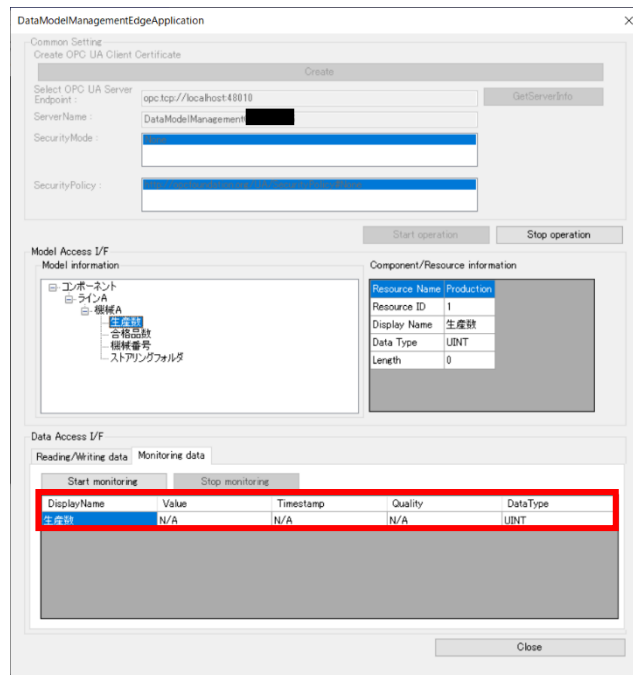 DataModelManagementEdgeApplication
Common Setting
Create OPC UA Client Certificate
Create
Select OPC UA Server
Endpoint :
opc.tcp://localhost:48010
GetServerInfo
ServerName :
DataModelManagement
SecurityMode :
SecurityPolicy :
Start operation
Stop operation
Model Access I/F
Model information
コンポーネント
ラインA
機械A
生産数
合格品数
機械番号
ストアリングフォルダ
Component/Resource information
Resource Name Production
Resource ID 1
Display Name 生産数
Data Type UINT
Length 0
Data Access I/F
Reading/Writing data Monitoring data
Start monitoring Stop monitoring
DisplayName Value Timestamp Quality DataType
生産数 N/A N/A N/A UINT
Close